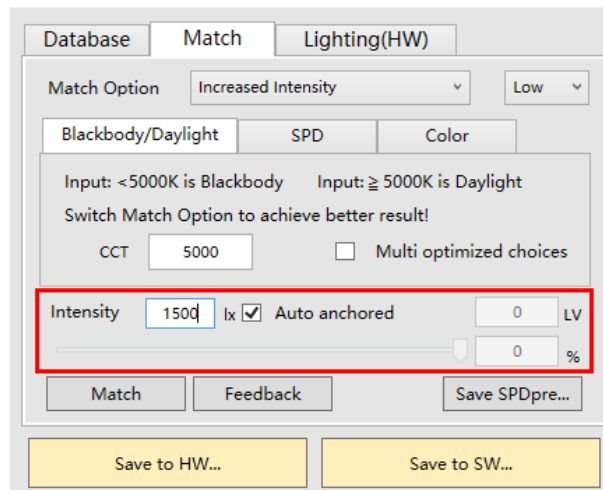 Database Match Lighting(HW)
Match Option Increased Intensity Low
Blackbody/Daylight SPD Color
Input: <5000K is Blackbody Input: ≧ 5000K is Daylight
Switch Match Option to achieve better result!
CCT 5000 Multi optimized choices
Intensity 1500 lx Auto anchored 0 LV
0 %
Match Feedback Save SPDpre...
Save to HW... Save to SW...